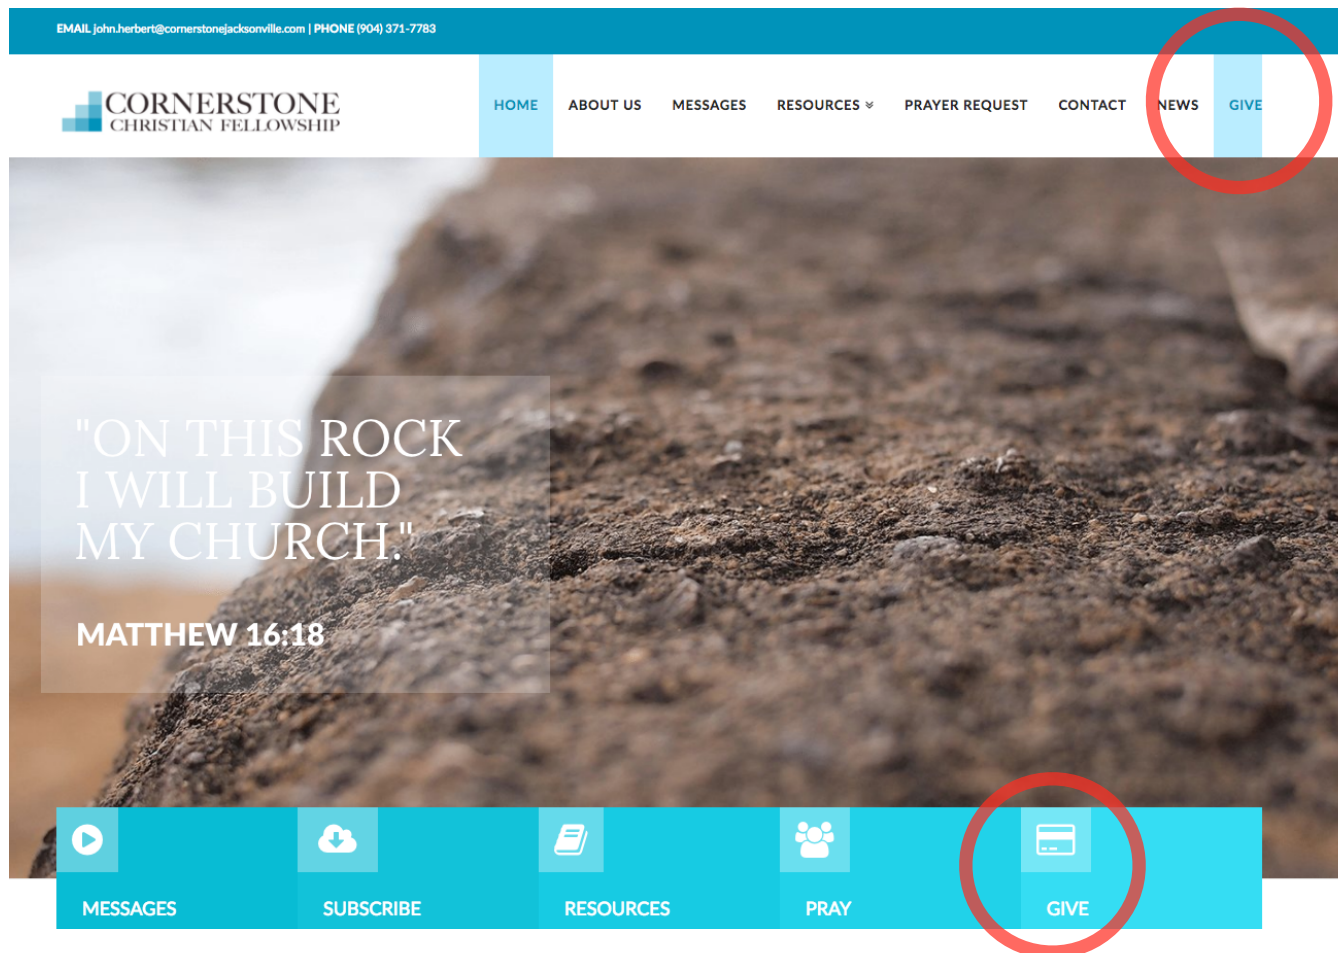 EMAIL john.herbert@cornerstonejacksonville.com | PHONE (904) 371-7783
CORNERSTONE
CHRISTIAN FELLOWSHIP
HOME ABOUT US MESSAGES RESOURCES PRAYER REQUEST CONTACT NEWS GIVE
"ON THIS ROCK
I WILL BUILD
MY CHURCH."
MATTHEW 16:18
MESSAGES SUBSCRIBE RESOURCES PRAY GIVE